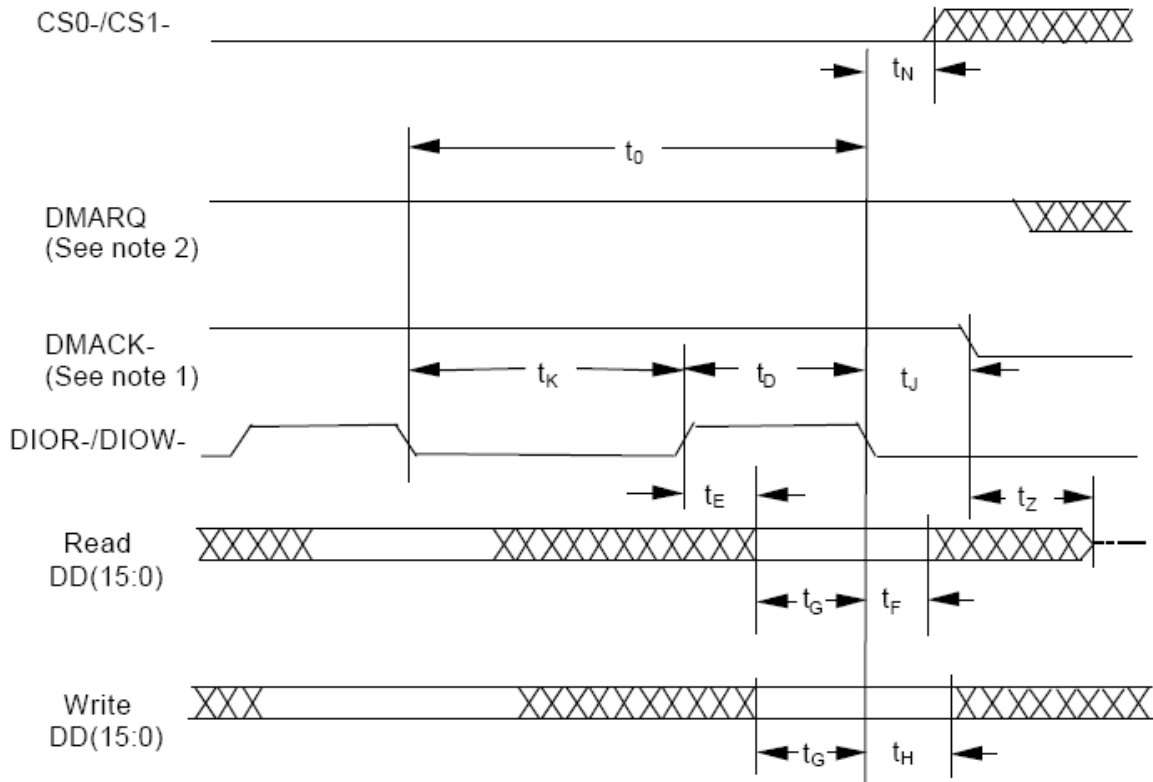 CS0-/CS1-
tN
t0
DMARQ
(See note 2)
DMACK-
(See note 1)
tK
tD
tJ
DIOR-/DIOW-
tE
tZ
Read
DD(15:0)
tG
tF
Write
DD(15:0)
tG
tH